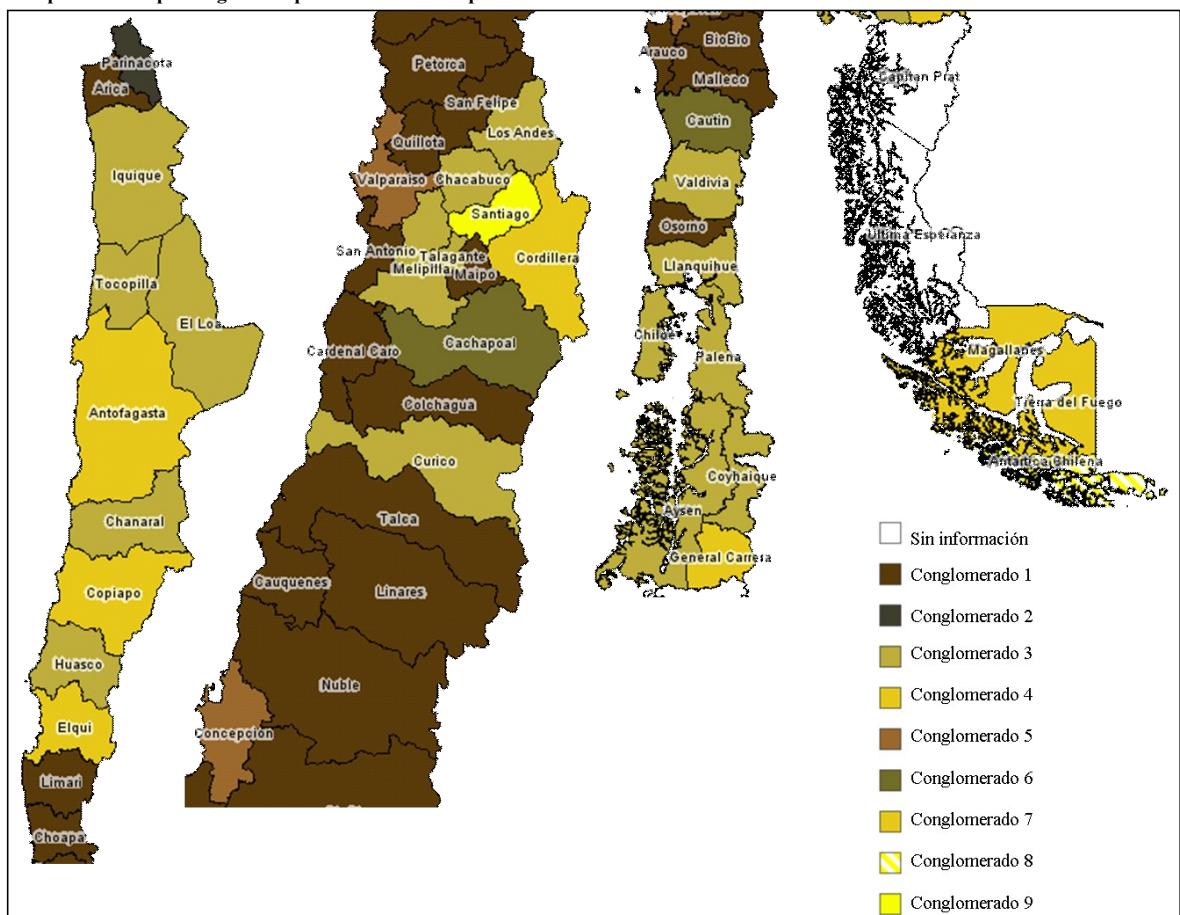 Parinacota
Arica
Iquique
Tocopilla
El Loa
Antofagasta
Chanaral
Copiapo
Huasco
Elqui
Limari
Choapa
Petorca
San Felipe
Los Andes
Quillota
Valparaiso
Chacabuco
Santiago
San Antonio
Talagante
Melipilla
Maipo
Cordillera
Cardenal Caro
Cachapoal
Colchagua
Curico
Talca
Cauquenes
Linares
Nuble
Concepción
Arauco
BioBio
Malleco
Cautin
Valdivia
Osorno
Llanquihue
Chiloe
Palena
Coyhaique
Aysen
General Carrera
Capitan Prat
Ultima Esperanza
Magallanes
Tierra del Fuego
Antartica Chilena
Sin información
Conglomerado 1
Conglomerado 2
Conglomerado 3
Conglomerado 4
Conglomerado 5
Conglomerado 6
Conglomerado 7
Conglomerado 8
Conglomerado 9